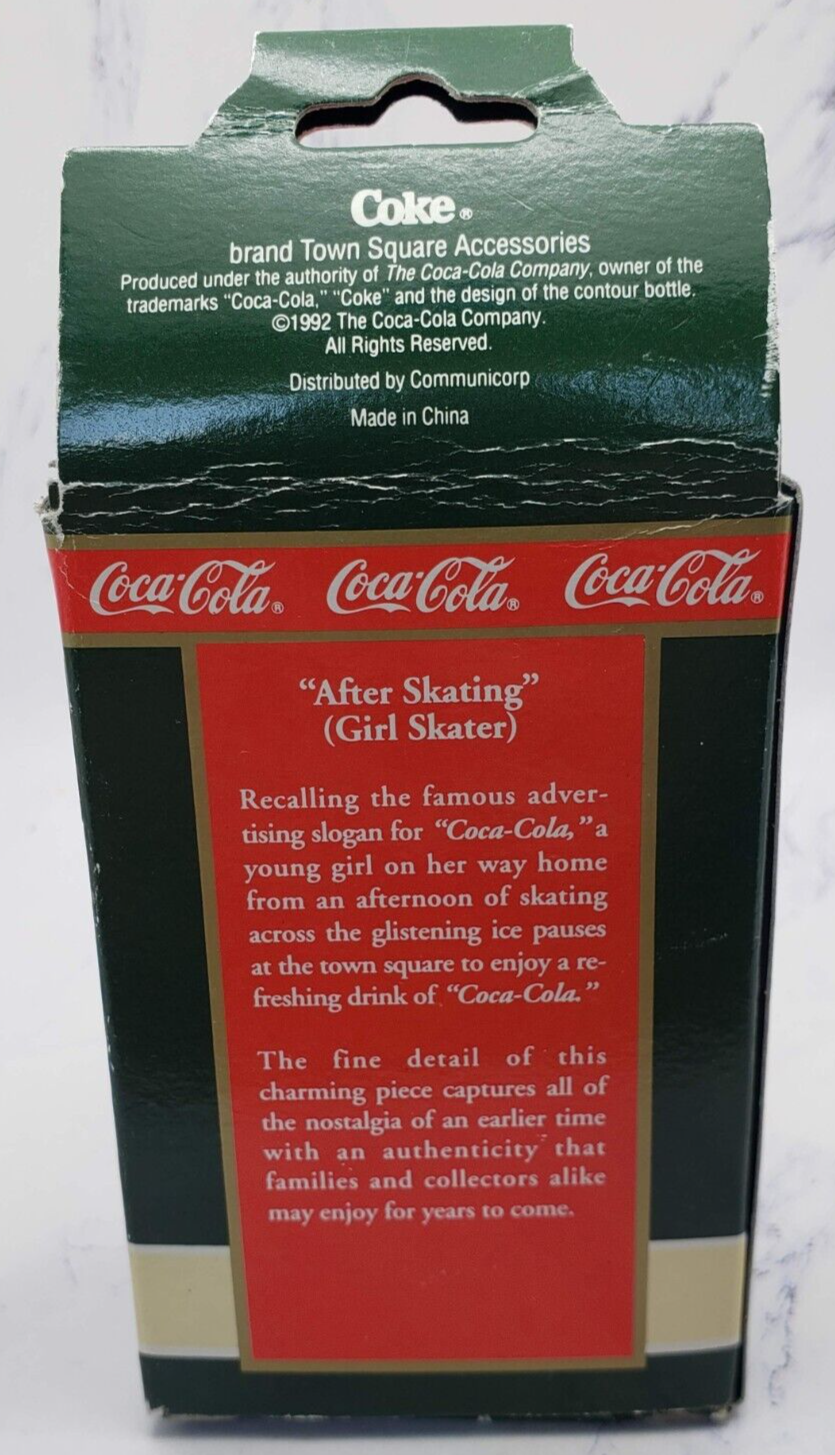 Coke®
brand Town Square Accessories
Produced under the authority of The Coca-Cola Company, owner of the
trademarks "Coca-Cola," "Coke" and the design of the contour bottle.
©1992 The Coca-Cola Company.
All Rights Reserved.
Distributed by Communicorp
Made in China
Coca-Cola® Coca-Cola® Coca-Cola®
“After Skating”
(Girl Skater)
Recalling the famous adver-
tising slogan for “Coca-Cola,” a
young girl on her way home
from an afternoon of skating
across the glistening ice pauses
at the town square to enjoy a re-
freshing drink of “Coca-Cola.”
The fine detail of this
charming piece captures all of
the nostalgia of an earlier time
with an authenticity that
families and collectors alike
may enjoy for years to come.